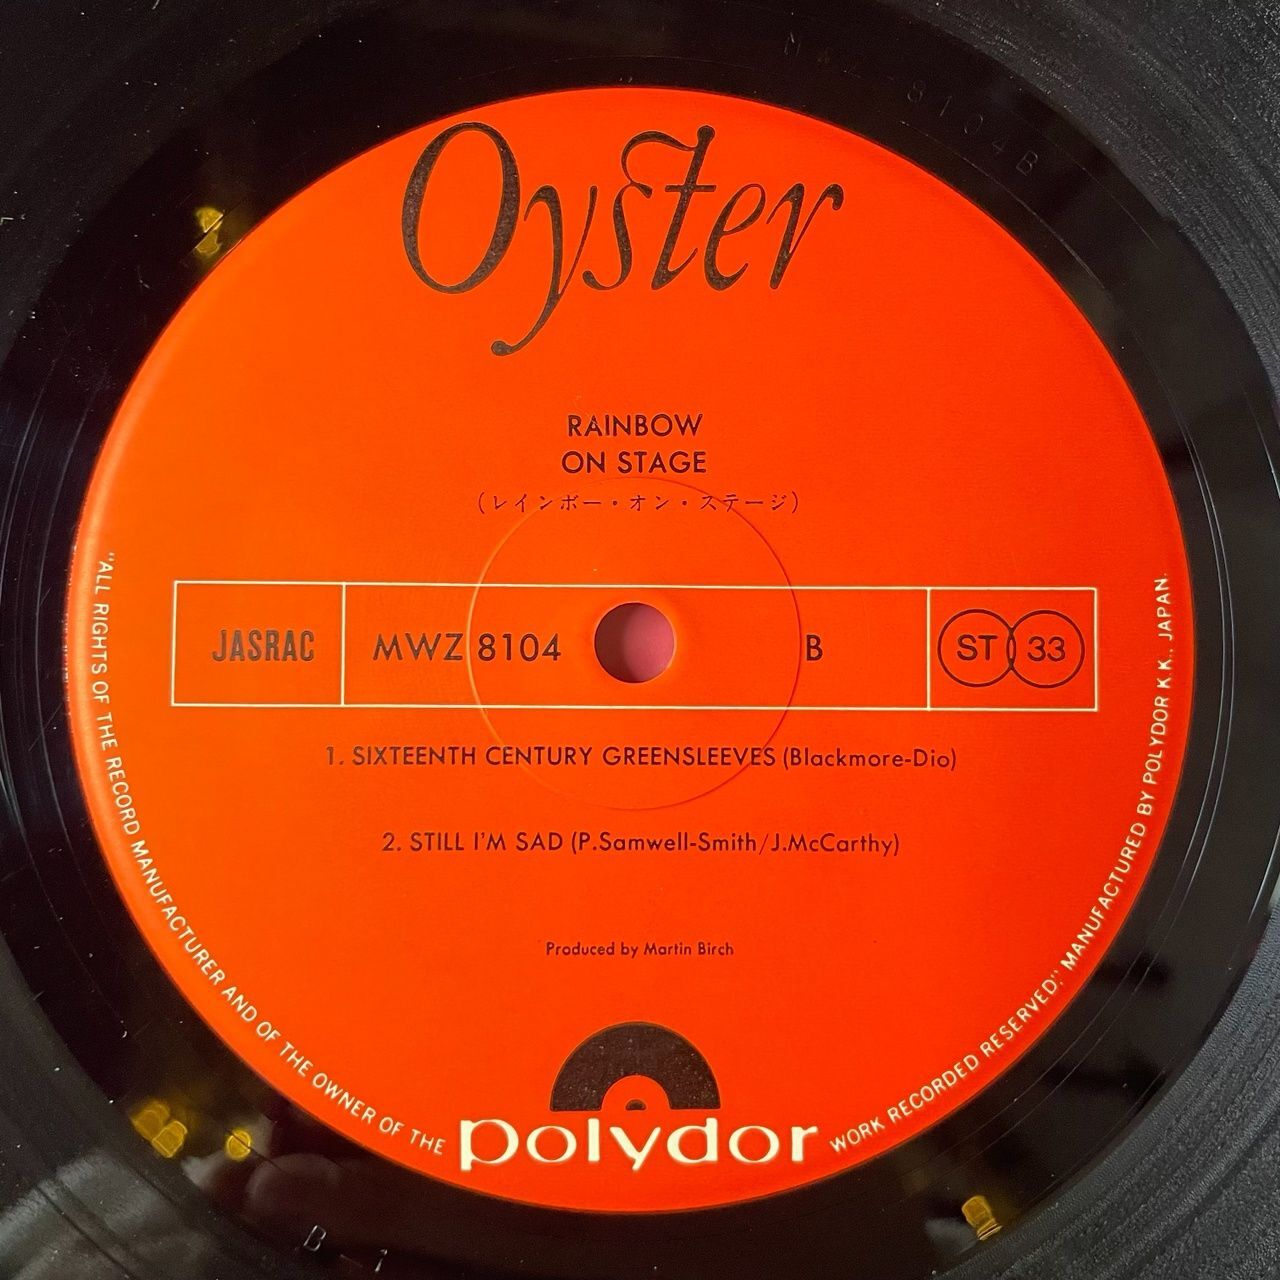 Oyster
RAINBOW
ON STAGE
(レインボー・オン・ステージ)
JASRAC
MWZ 8104
B
ST 33
1. SIXTEENTH CENTURY GREENSLEEVES (Blackmore-Dio)
2. STILL I'M SAD (P.Samwell-Smith/J.McCarthy)
Produced by Martin Birch
polydor
"ALL RIGHTS OF THE RECORD MANUFACTURER AND OF THE OWNER OF THE WORK RECORDED RESERVED." MANUFACTURED BY POLYDOR K.K., JAPAN.
B 1